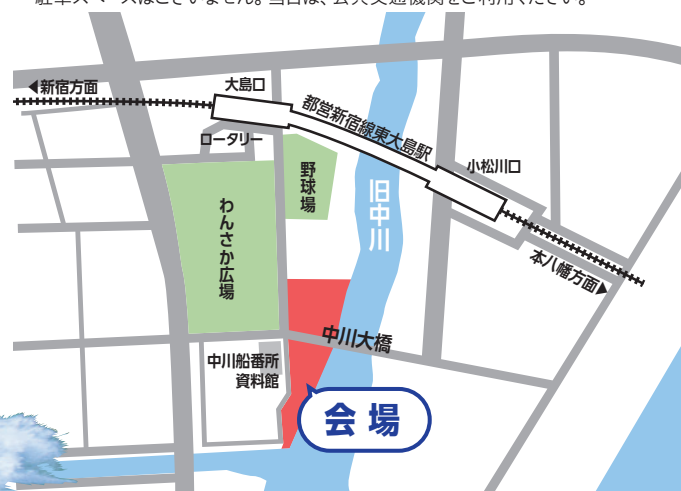 駐車スペースはございません。当日は、公共交通機関をご利用ください。
◀新宿方面
大島口
都営新宿線東大島駅
ロータリー
小松川口
野球場
旧中川
わんさか広場
本八幡方面▶
中川大橋
中川船番所
資料館
会場